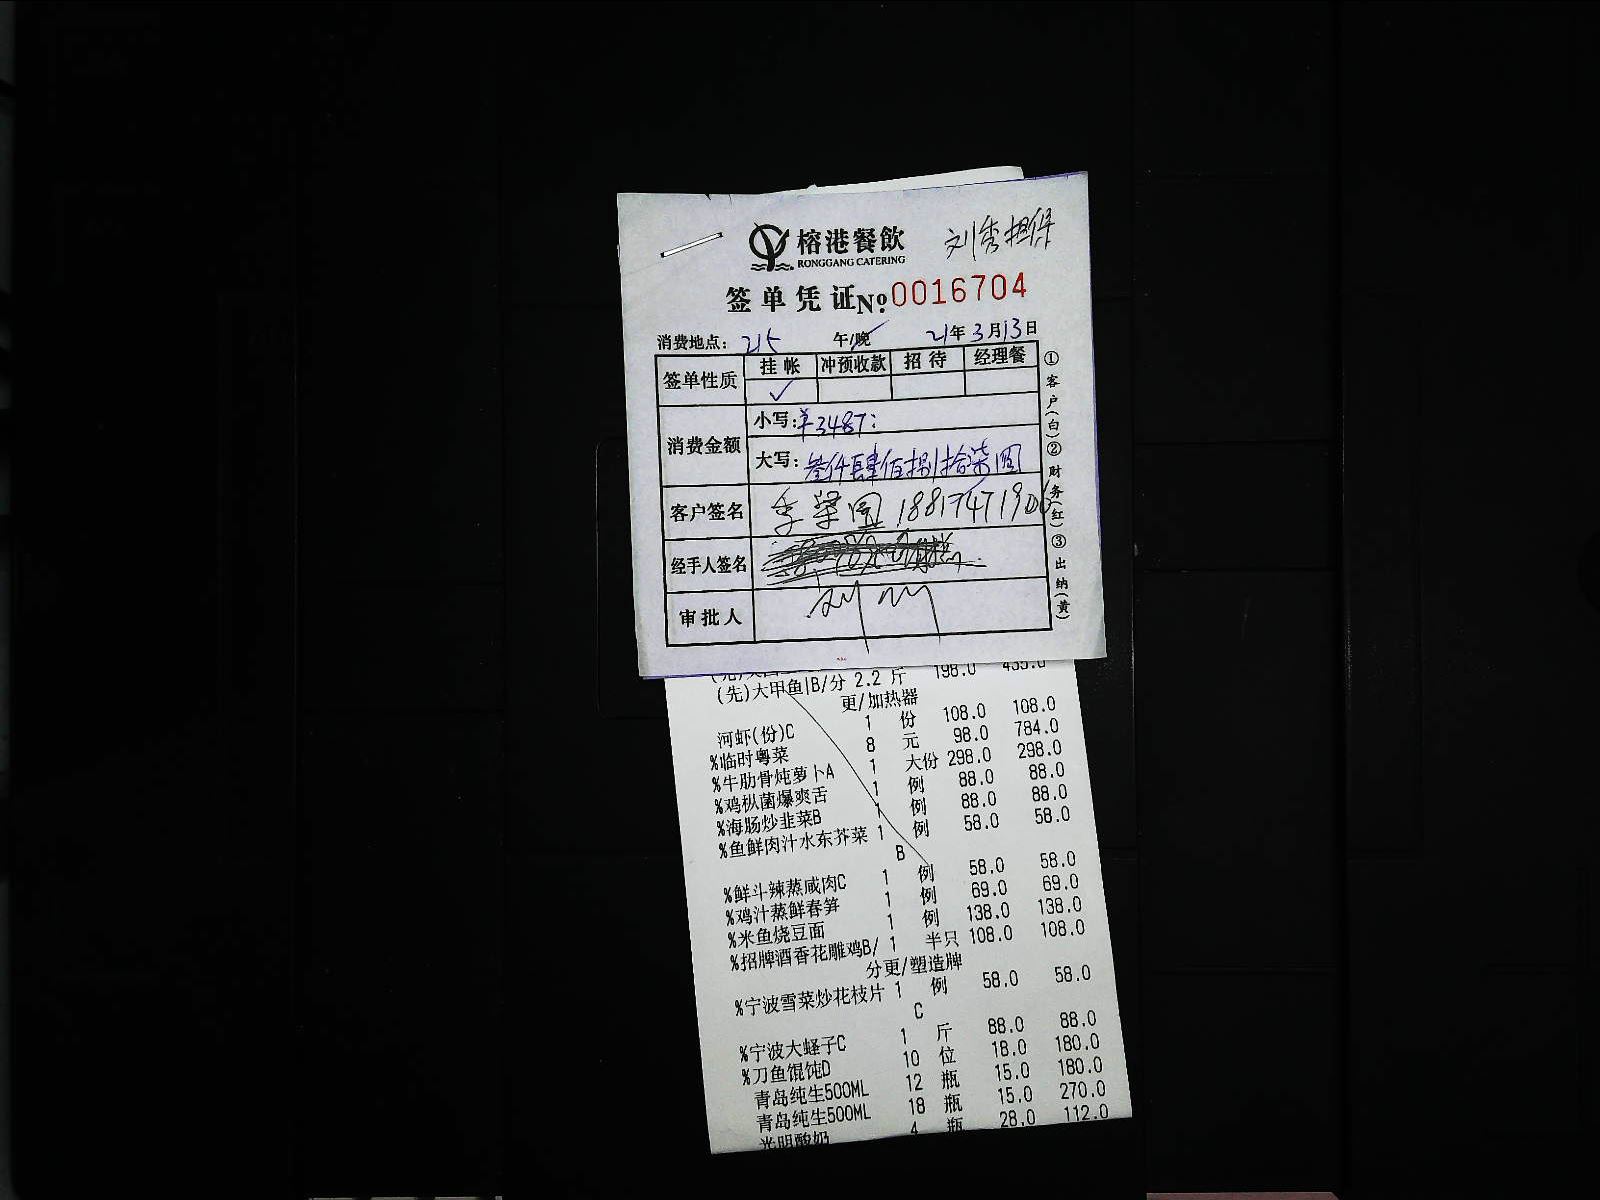 榕港餐飲 刘秀担保
RONGGANG CATERING
签单凭证 No. 0016704
消费地点: 215 午/晚 21年3月13日
签单性质 挂帐 冲预收款 招待 经理餐
✓
消费金额 小写: ¥3487:
大写: 叁仟肆佰捌拾柒圆
客户签名 18817471906
经手人签名
审批人
①客户(白)②财务(红)③出纳(黄)
(先)大甲鱼|B/分 2.2 斤 198.0 435.0
更/加热器
河虾(份)C 1 份 108.0 108.0
%临时粤菜 8 元 98.0 784.0
%牛肋骨炖萝卜A 1 大份 298.0 298.0
%鸡枞菌爆爽舌 1 例 88.0 88.0
%海肠炒韭菜B 1 例 88.0 88.0
%鱼鲜肉汁水东芥菜 1 例 58.0 58.0
B
%鲜斗辣蒸咸肉C 1 例 58.0 58.0
%鸡汁蒸鲜春笋 1 例 69.0 69.0
%米鱼烧豆面 1 例 138.0 138.0
%招牌酒香花雕鸡B/ 1 半只 108.0 108.0
分更/塑造牌
%宁波雪菜炒花枝片 1 例 58.0 58.0
C
%宁波大蛏子C 1 斤 88.0 88.0
%刀鱼馄饨D 10 位 18.0 180.0
青岛纯生500ML 12 瓶 15.0 180.0
青岛纯生500ML 18 瓶 15.0 270.0
光明酸奶 4 瓶 28.0 112.0